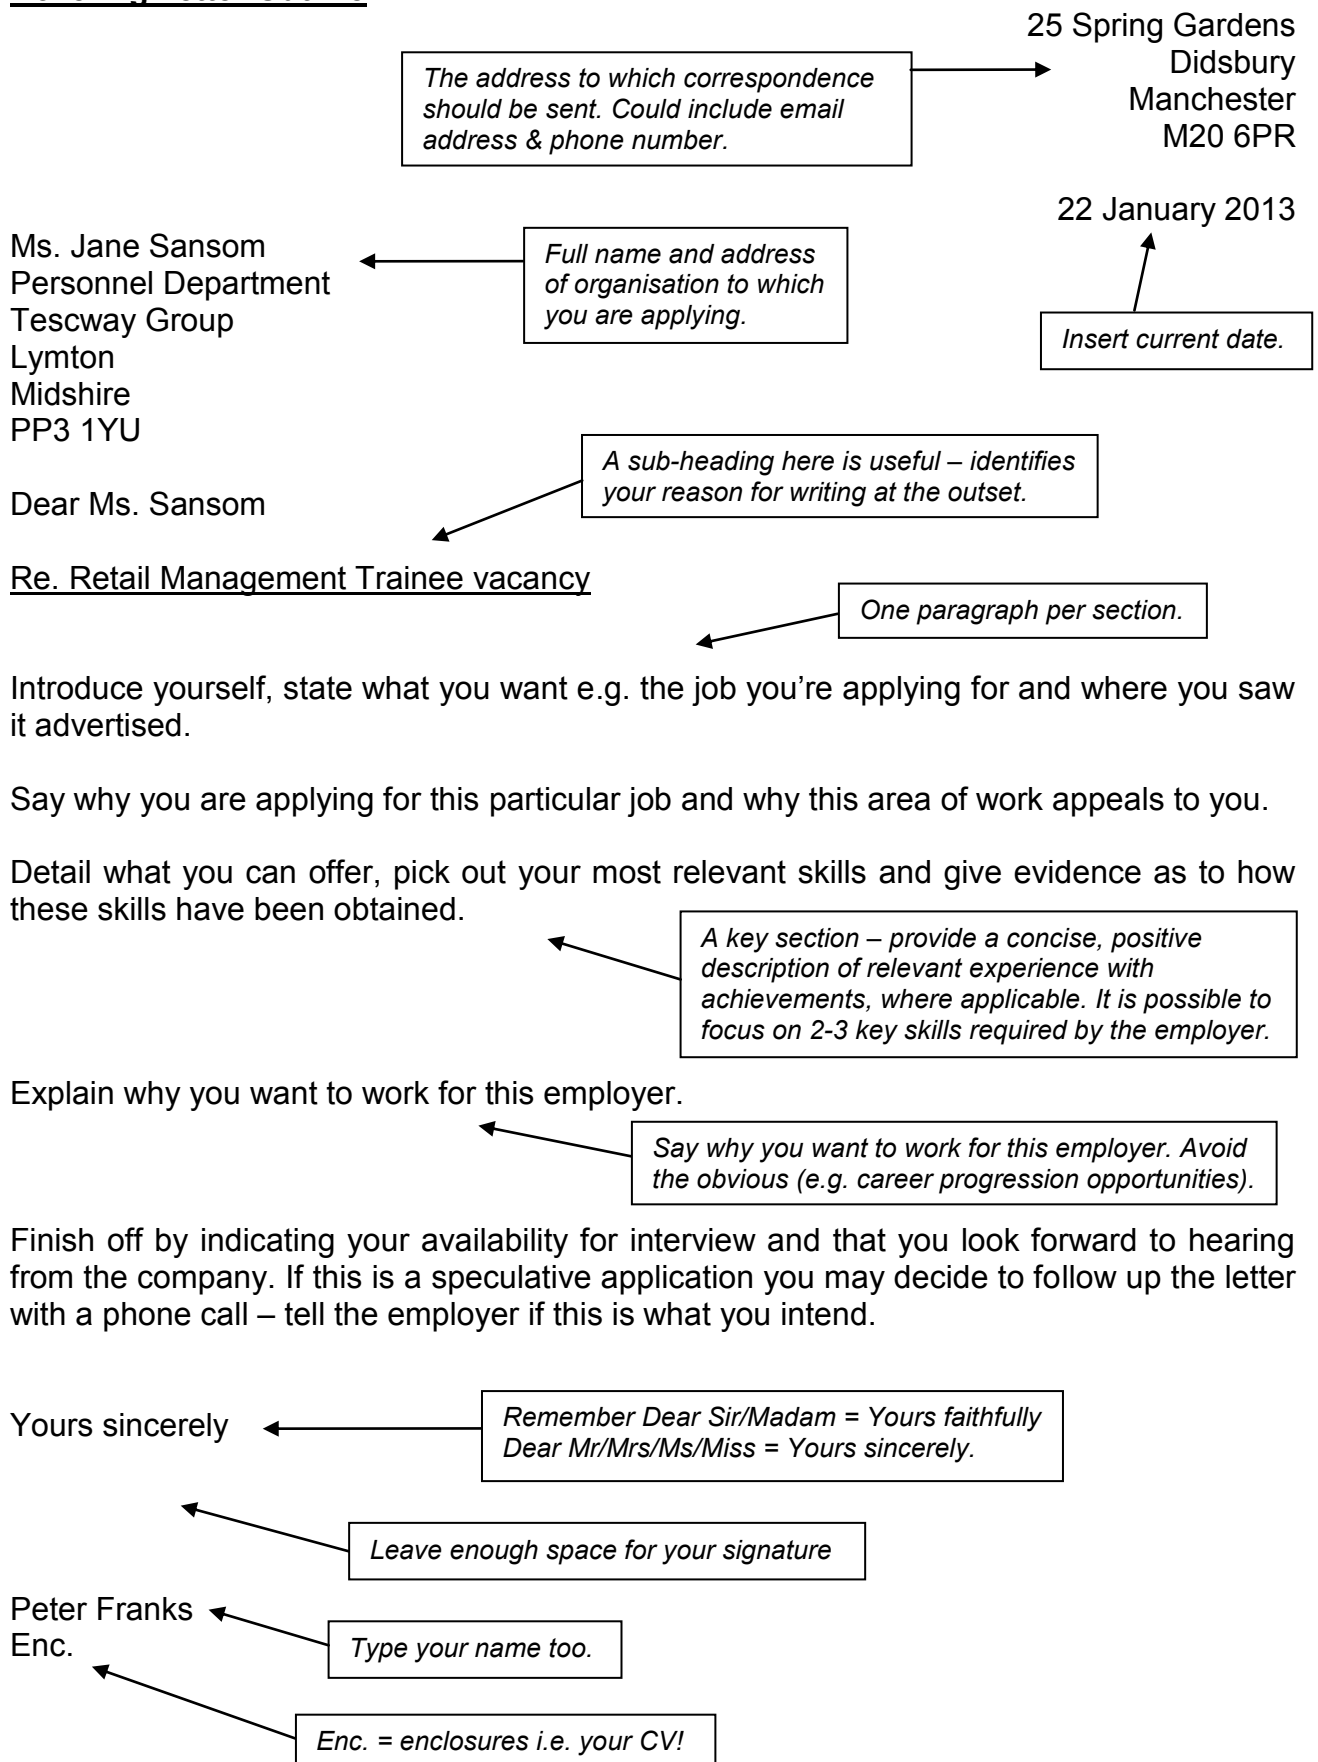 25 Spring Gardens
The address to which correspondence
should be sent. Could include email
address & phone number.
Didsbury
Manchester
M20 6PR
22 January 2013
Ms. Jane Sansom
Personnel Department
Tescway Group
Lymton
Midshire
PP3 1YU
Full name and address
of organisation to which
you are applying.
Insert current date.
A sub-heading here is useful – identifies
your reason for writing at the outset.
Dear Ms. Sansom
Re. Retail Management Trainee vacancy
One paragraph per section.
Introduce yourself, state what you want e.g. the job you’re applying for and where you saw
it advertised.
Say why you are applying for this particular job and why this area of work appeals to you.
Detail what you can offer, pick out your most relevant skills and give evidence as to how
these skills have been obtained.
A key section – provide a concise, positive
description of relevant experience with
achievements, where applicable. It is possible to
focus on 2-3 key skills required by the employer.
Explain why you want to work for this employer.
Say why you want to work for this employer. Avoid
the obvious (e.g. career progression opportunities).
Finish off by indicating your availability for interview and that you look forward to hearing
from the company. If this is a speculative application you may decide to follow up the letter
with a phone call – tell the employer if this is what you intend.
Yours sincerely
Remember Dear Sir/Madam = Yours faithfully
Dear Mr/Mrs/Ms/Miss = Yours sincerely.
Leave enough space for your signature
Peter Franks
Enc.
Type your name too.
Enc. = enclosures i.e. your CV!